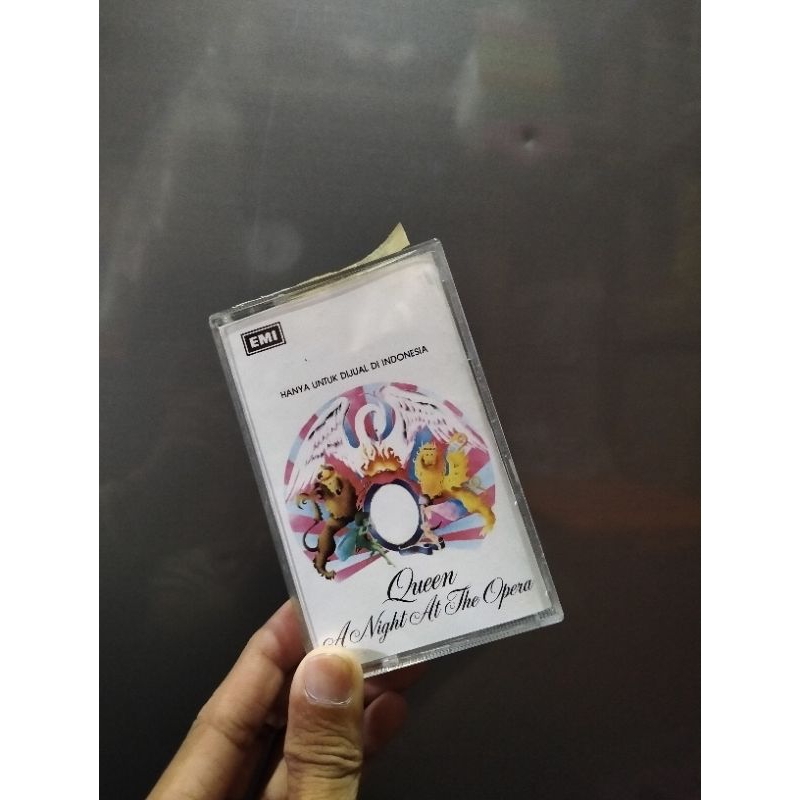 EMI
HANYA UNTUK DIJUAL DI INDONESIA
Queen
A Night At The Opera